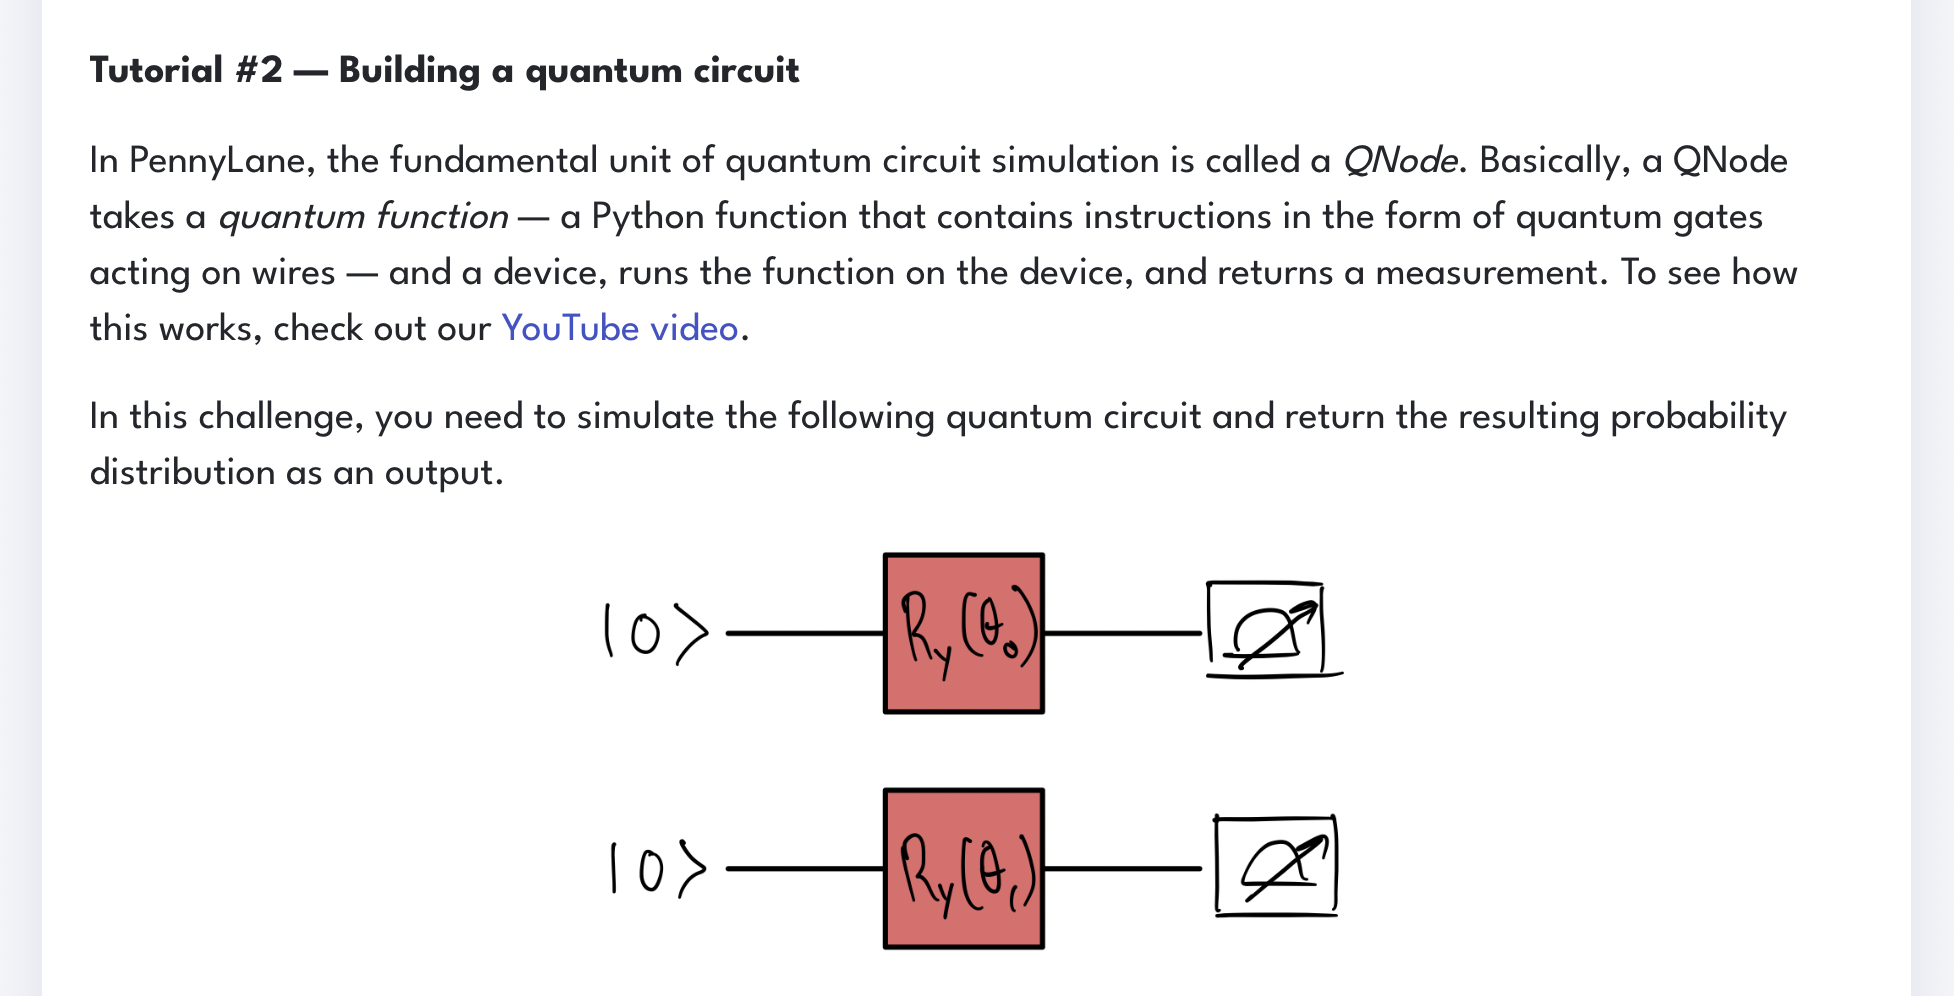 Tutorial #2 — Building a quantum circuit
In PennyLane, the fundamental unit of quantum circuit simulation is called a QNode. Basically, a QNode
takes a quantum function — a Python function that contains instructions in the form of quantum gates
acting on wires — and a device, runs the function on the device, and returns a measurement. To see how
this works, check out our YouTube video.
In this challenge, you need to simulate the following quantum circuit and return the resulting probability
distribution as an output.
|0⟩ R_y(θ_0)
|0⟩ R_y(θ_1)